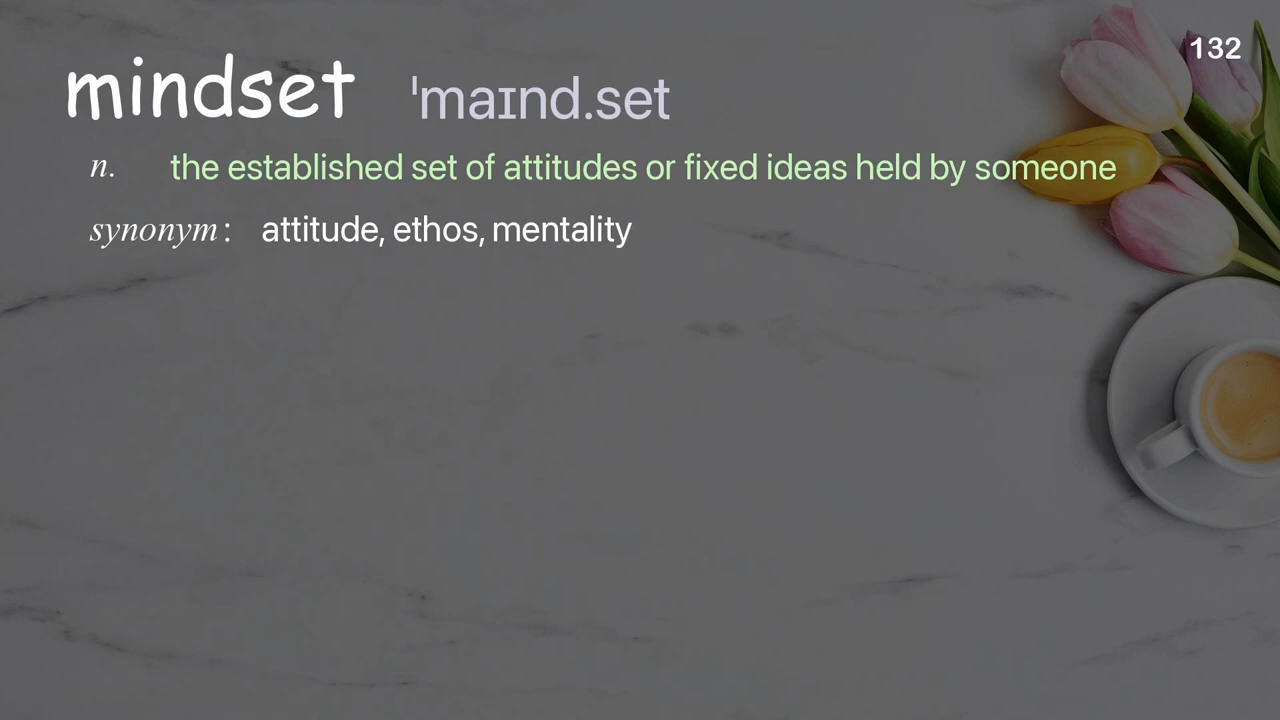 132
mindset ˈmaɪnd.set
n. the established set of attitudes or fixed ideas held by someone
synonym: attitude, ethos, mentality